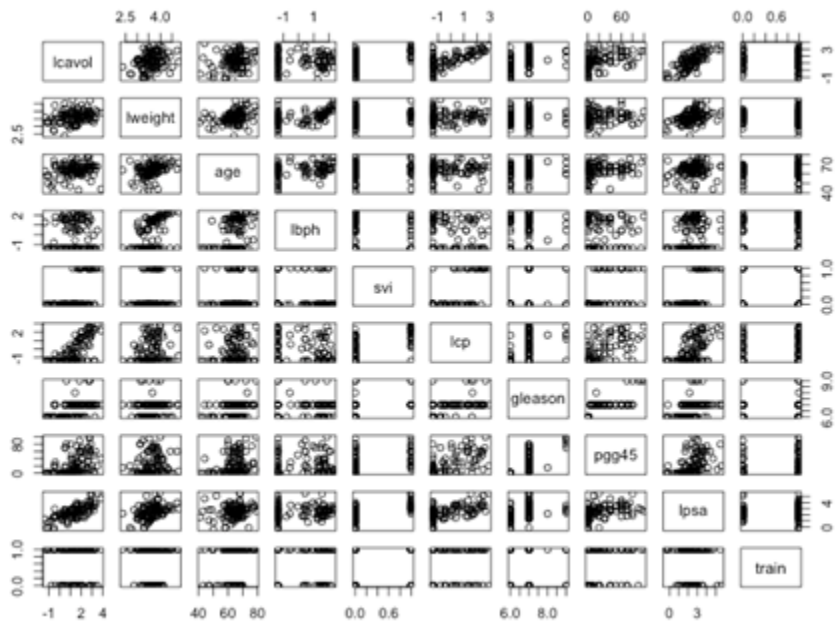 2.5 4.0 -1 1 -1 1 3 0 60 0.0 0.6
lcavol -1 3
2.5 lweight
age 40 70
-1 2 lbph
svi 0.0 1.0
-1 2 lcp
gleason 6.0 9.0
0 80 pgg45
lpsa 0 4
0.0 1.0 train
-1 2 4 40 60 80 0.0 0.6 6.0 8.0 0 3